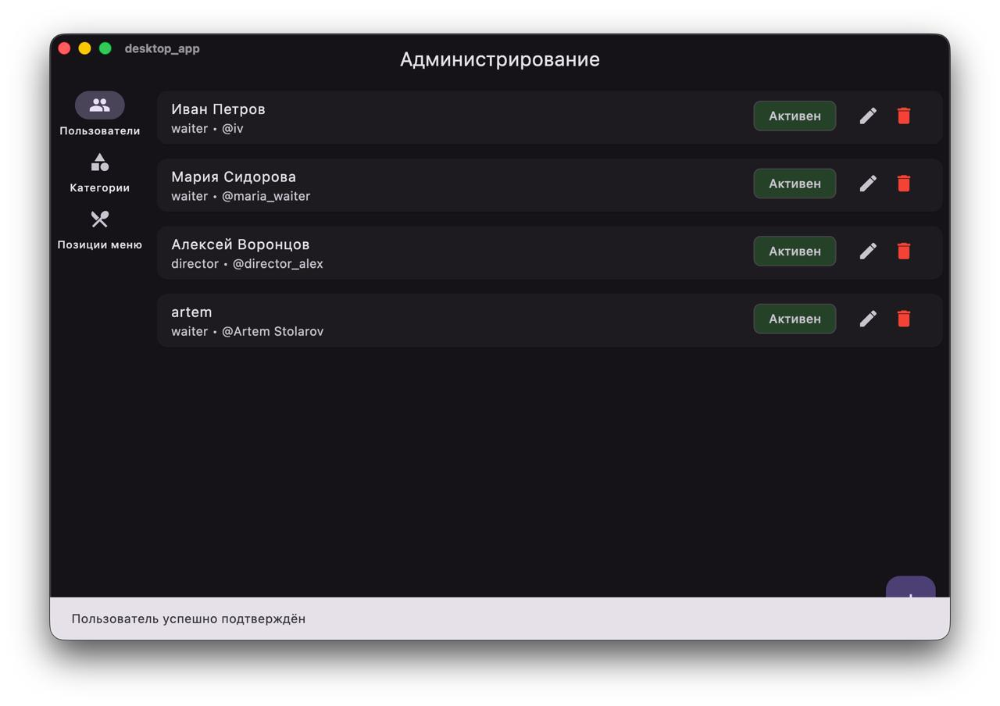 desktop_app
Администрирование
Пользователи
Категории
Позиции меню
Иван Петров
waiter • @iv
Активен
Мария Сидорова
waiter • @maria_waiter
Активен
Алексей Воронцов
director • @director_alex
Активен
artem
waiter • @Artem Stolarov
Активен
Пользователь успешно подтверждён